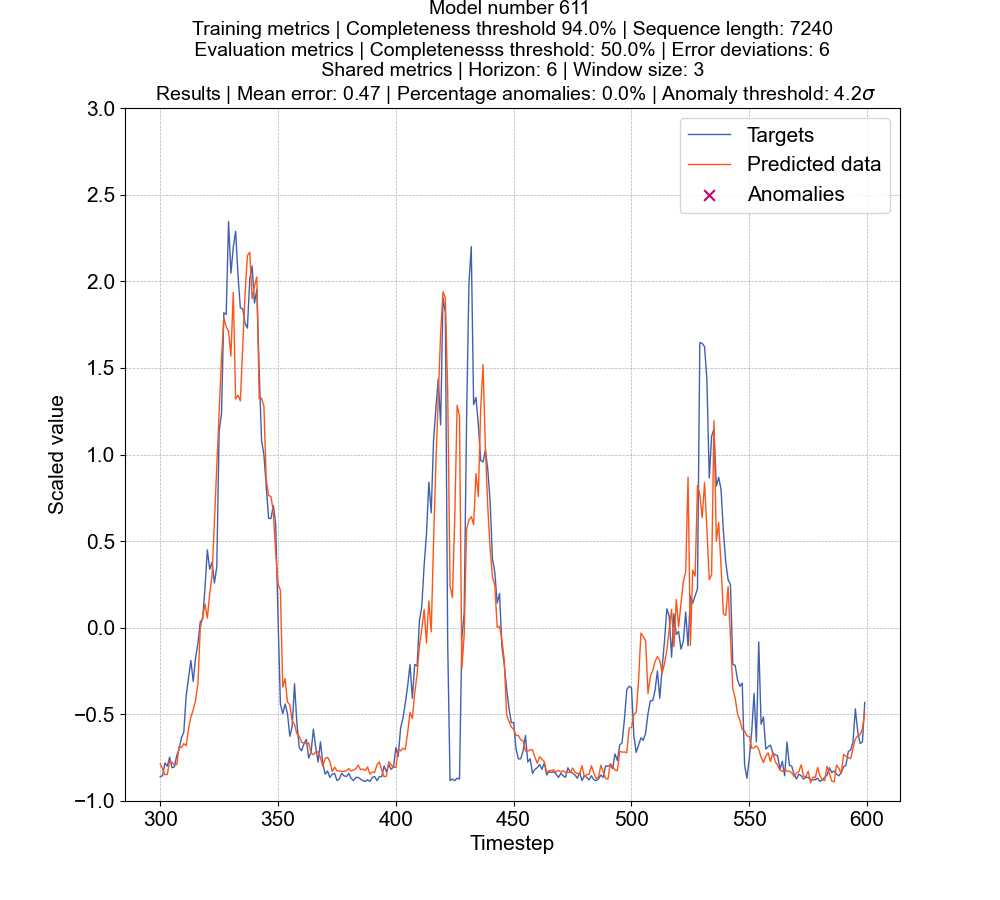 Model number 611
Training metrics | Completeness threshold 94.0% | Sequence length: 7240
Evaluation metrics | Completenesss threshold: 50.0% | Error deviations: 6
Shared metrics | Horizon: 6 | Window size: 3
Results | Mean error: 0.47 | Percentage anomalies: 0.0% | Anomaly threshold: 4.2σ
Targets
Predicted data
Anomalies
Scaled value
3.0
2.5
2.0
1.5
1.0
0.5
0.0
−0.5
−1.0
300 350 400 450 500 550 600
Timestep